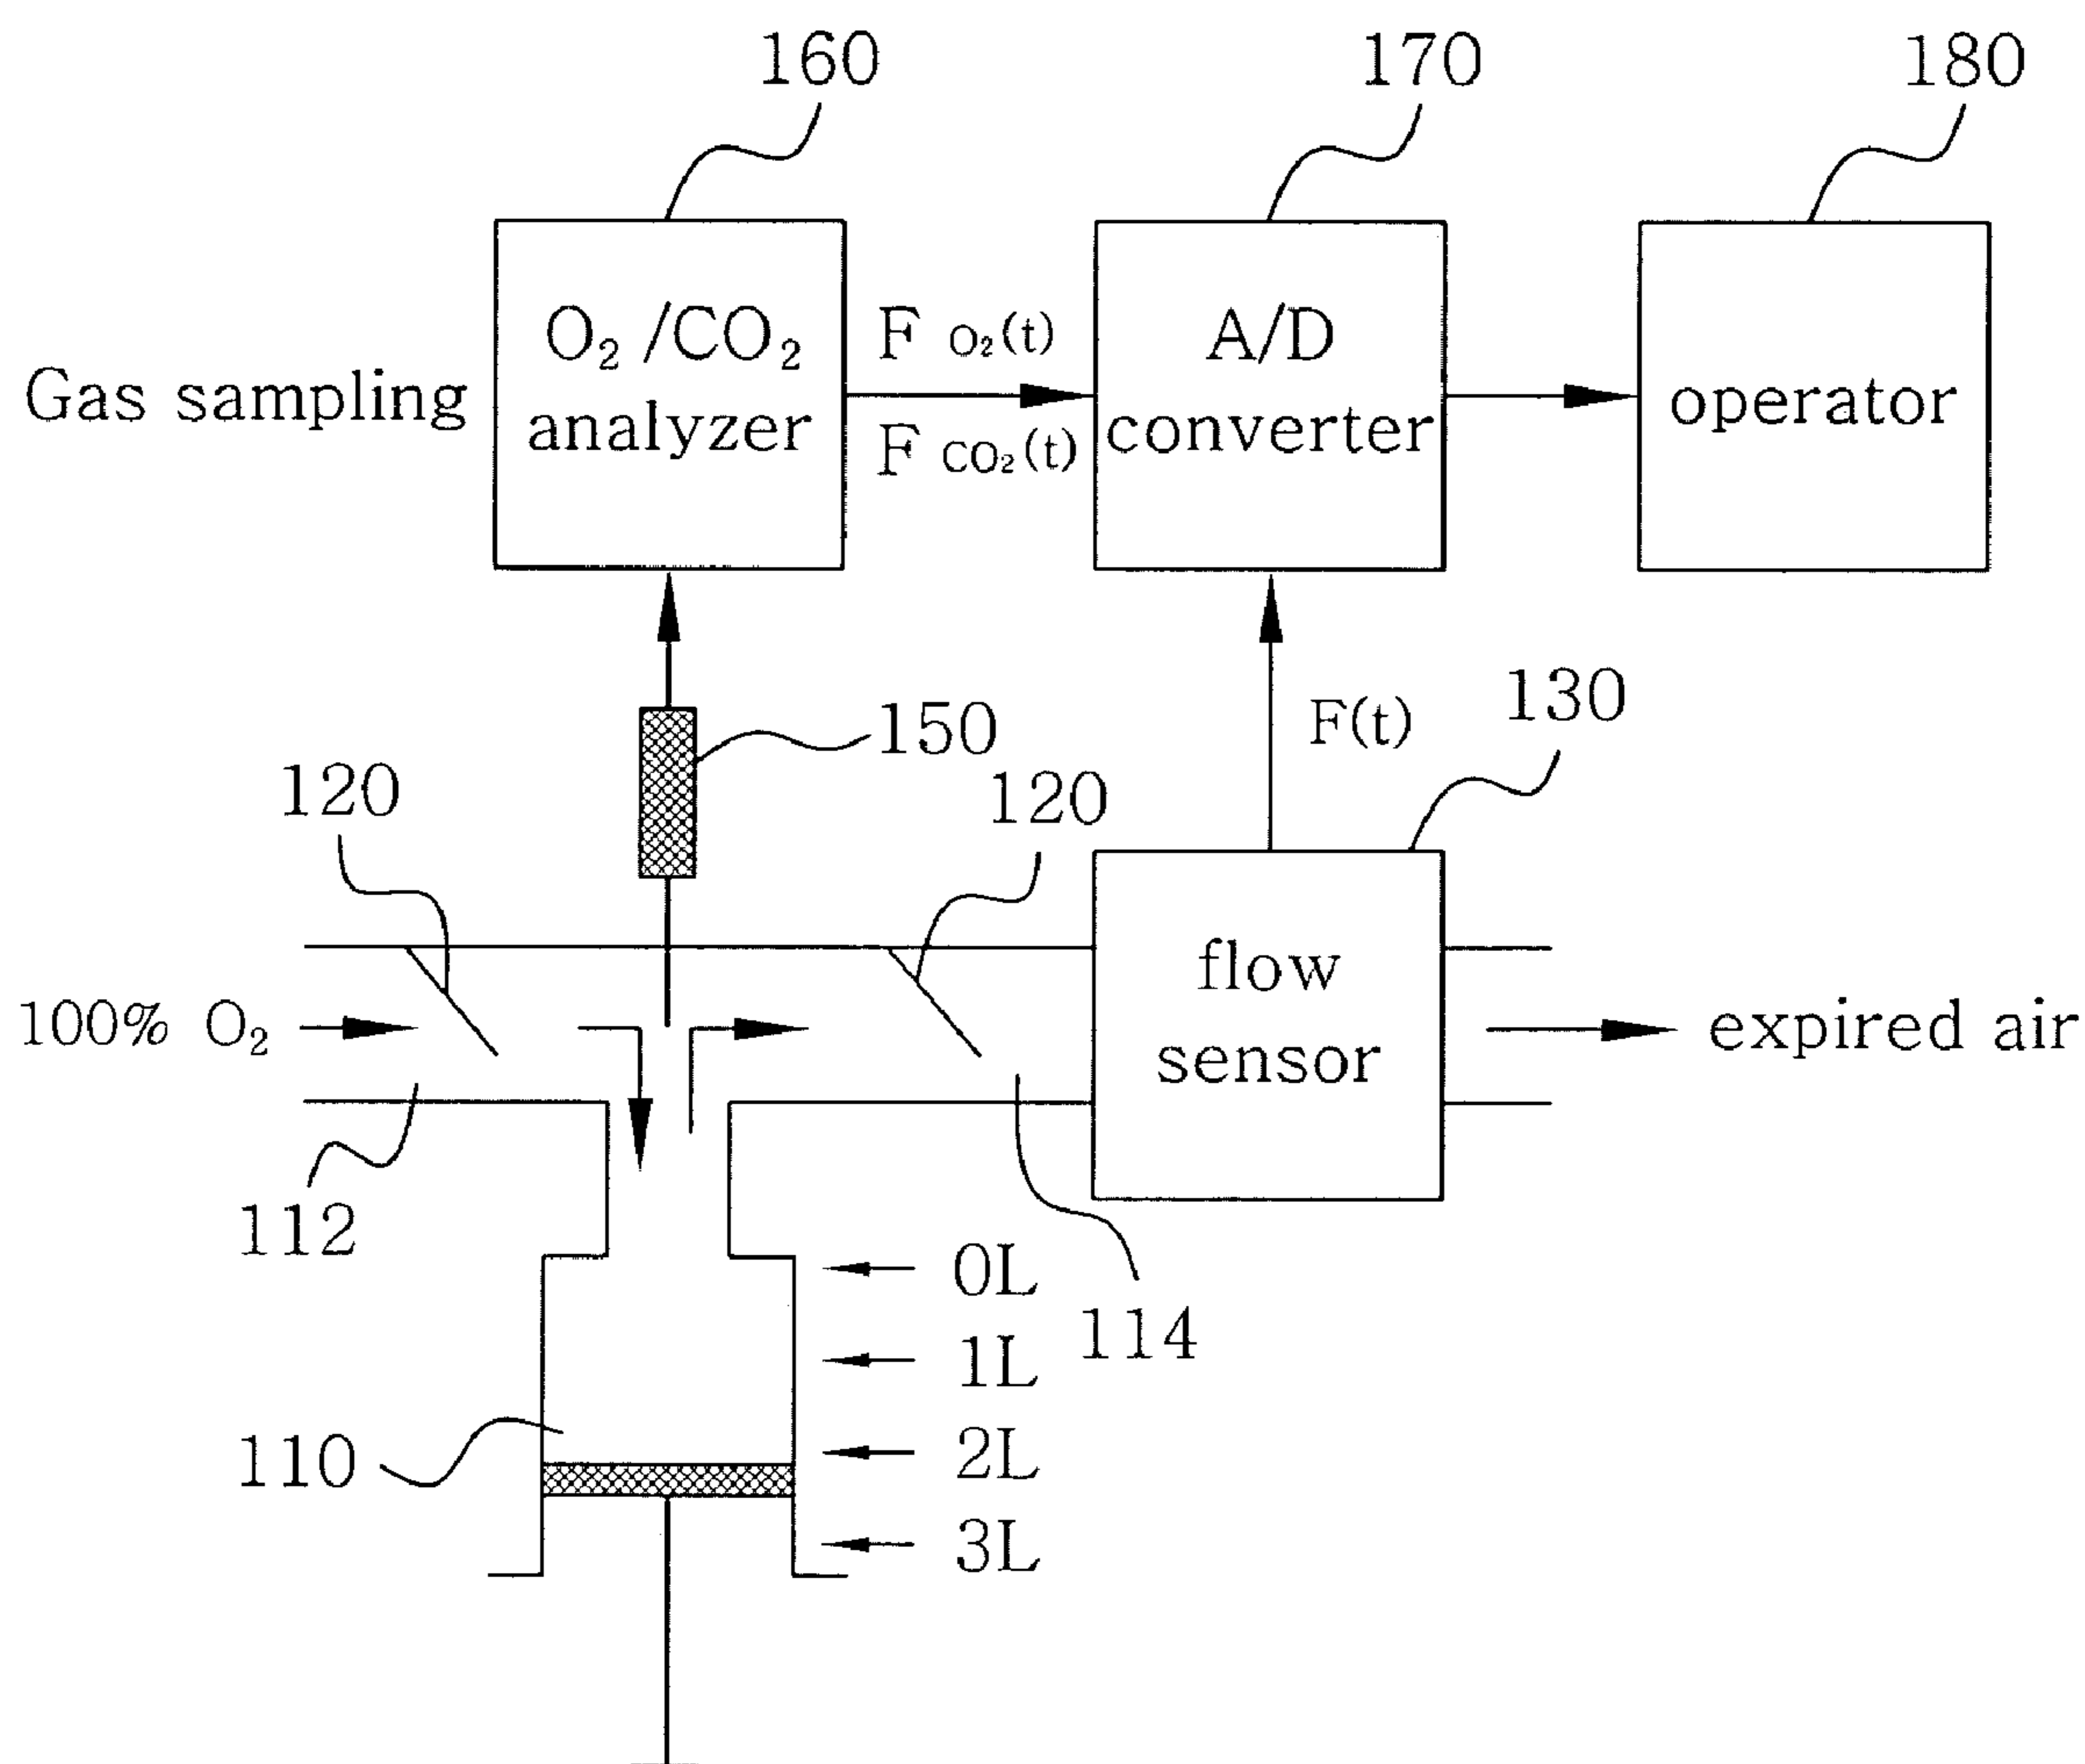 160
170
180
O₂ /CO₂
analyzer
F O₂(t)
F CO₂(t)
A/D
converter
operator
Gas sampling
150
120
120
F(t)
130
100% O₂
flow
sensor
expired air
112
114
0L
1L
2L
3L
110